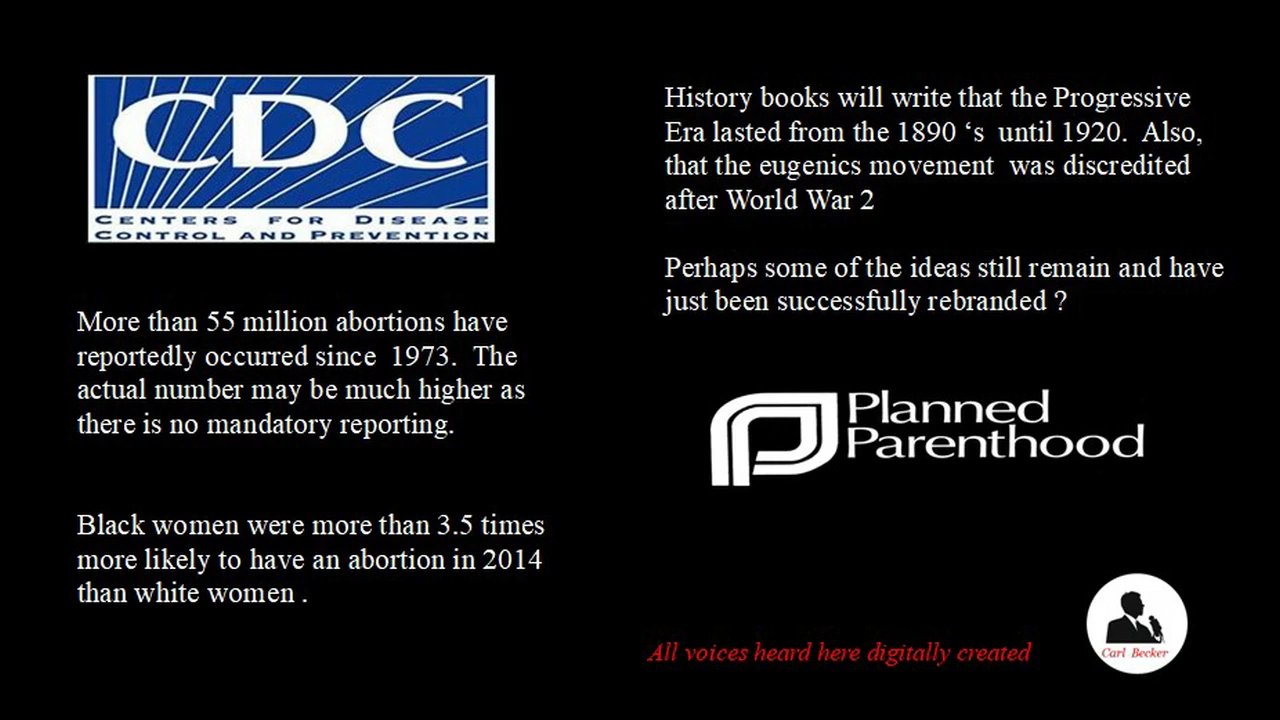 CDC
CENTERS FOR DISEASE
CONTROL AND PREVENTION
More than 55 million abortions have
reportedly occurred since 1973. The
actual number may be much higher as
there is no mandatory reporting.
Black women were more than 3.5 times
more likely to have an abortion in 2014
than white women .
History books will write that the Progressive
Era lasted from the 1890 ‘s until 1920. Also,
that the eugenics movement was discredited
after World War 2
Perhaps some of the ideas still remain and have
just been successfully rebranded ?
Planned
Parenthood
All voices heard here digitally created
Carl Becker